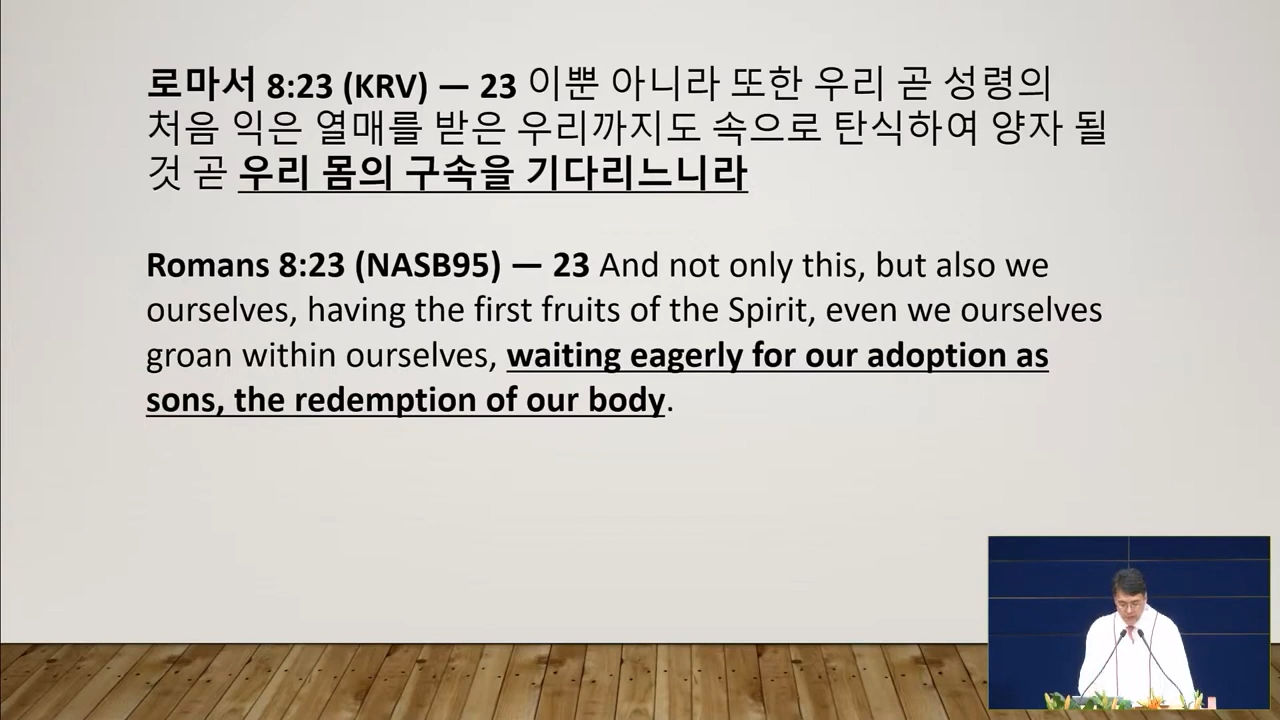 로마서 8:23 (KRV) — 23 이뿐 아니라 또한 우리 곧 성령의
처음 익은 열매를 받은 우리까지도 속으로 탄식하여 양자 될
것 곧 우리 몸의 구속을 기다리느니라
Romans 8:23 (NASB95) — 23 And not only this, but also we
ourselves, having the first fruits of the Spirit, even we ourselves
groan within ourselves, waiting eagerly for our adoption as
sons, the redemption of our body.